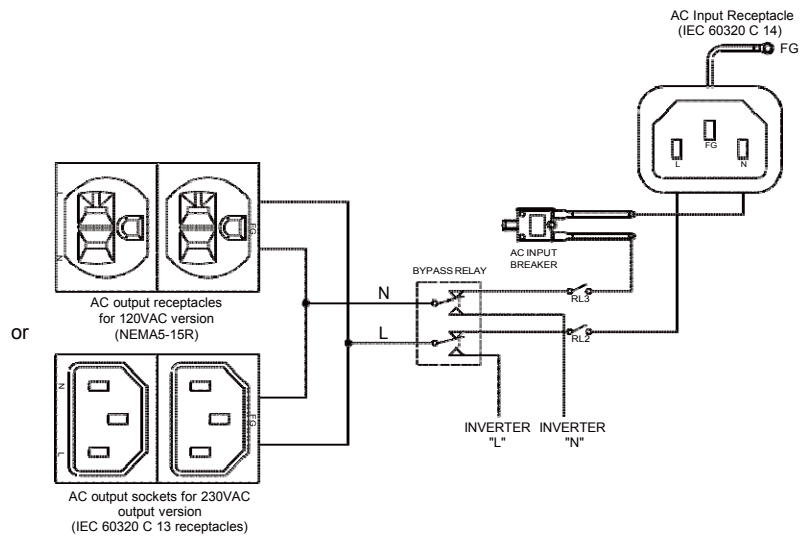 AC Input Receptacle
(IEC 60320 C 14)
FG
FG
L
N
L
N
FG
AC INPUT
BREAKER
BYPASS RELAY
AC output receptacles
for 120VAC version
(NEMA5-15R)
N
RL3
or
L
RL2
N
L
FG
INVERTER
"L"
INVERTER
"N"
AC output sockets for 230VAC
output version
(IEC 60320 C 13 receptacles)